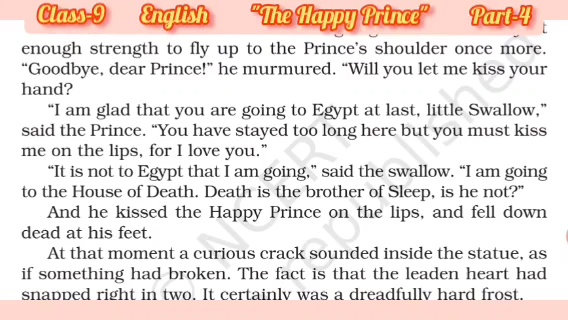 Class-9 English "The Happy Prince" Part-4
enough strength to fly up to the Prince's shoulder once more.
"Goodbye, dear Prince!" he murmured. "Will you let me kiss your
hand?
"I am glad that you are going to Egypt at last, little Swallow,"
said the Prince. "You have stayed too long here but you must kiss
me on the lips, for I love you."
"It is not to Egypt that I am going," said the swallow. "I am going
to the House of Death. Death is the brother of Sleep, is he not?"
And he kissed the Happy Prince on the lips, and fell down
dead at his feet.
At that moment a curious crack sounded inside the statue, as
if something had broken. The fact is that the leaden heart had
snapped right in two. It certainly was a dreadfully hard frost.
© NCERT
republished